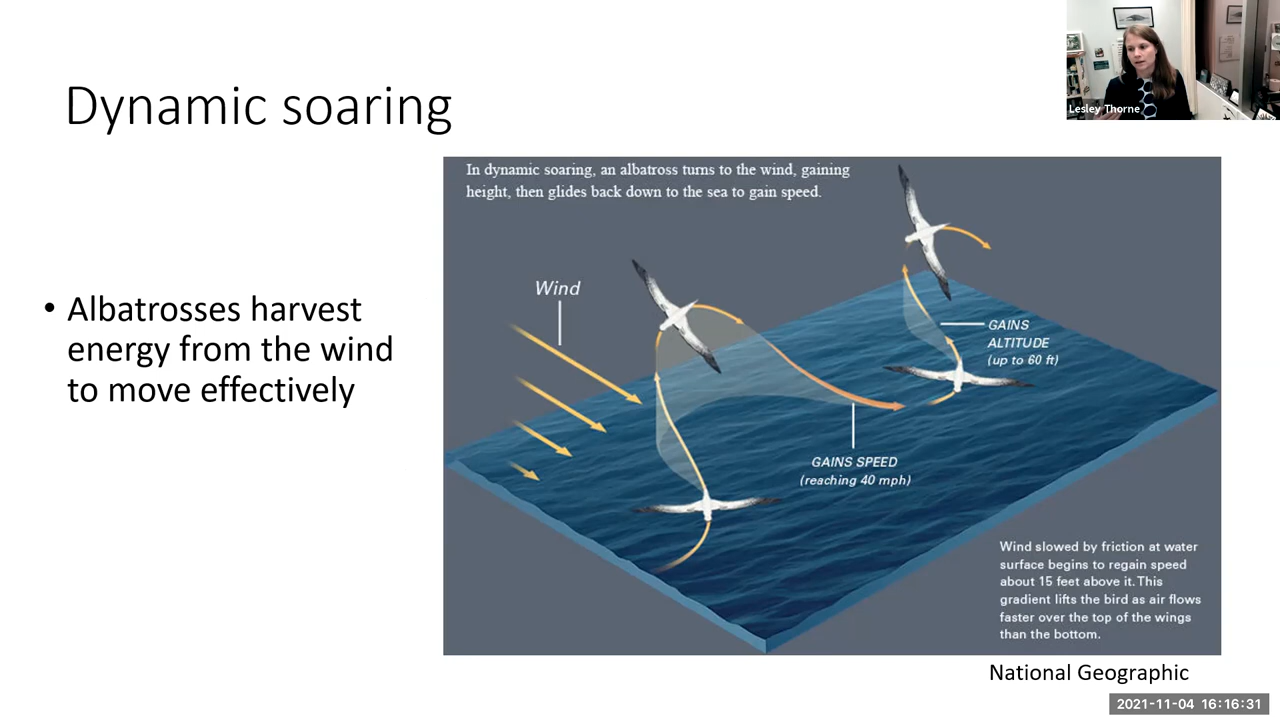 Dynamic soaring
Lesley Thorne
• Albatrosses harvest
energy from the wind
to move effectively
In dynamic soaring, an albatross turns to the wind, gaining
height, then glides back down to the sea to gain speed.
Wind
GAINS
ALTITUDE
(up to 60 ft)
GAINS SPEED
(reaching 40 mph)
Wind slowed by friction at water
surface begins to regain speed
about 15 feet above it. This
gradient lifts the bird as air flows
faster over the top of the wings
than the bottom.
National Geographic
2021-11-04 16:16:31